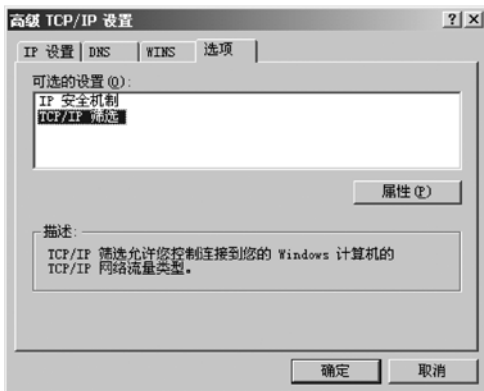 高级 TCP/IP 设置
IP 设置 DNS WINS 选项
可选的设置(O):
IP 安全机制
TCP/IP 筛选
属性(P)
描述:
TCP/IP 筛选允许您控制连接到您的 Windows 计算机的
TCP/IP 网络流量类型。
确定 取消